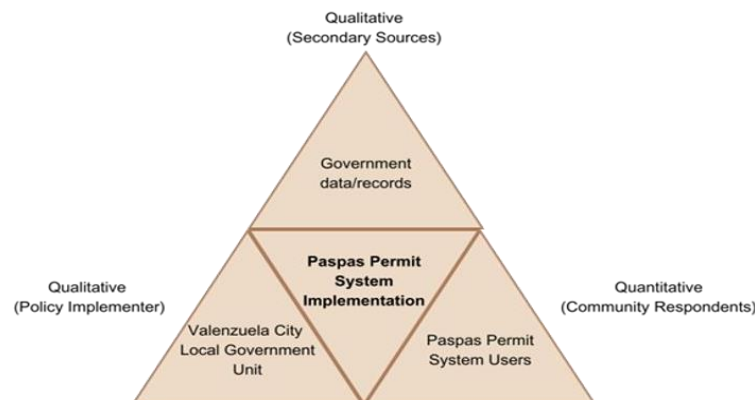 Qualitative
(Secondary Sources)
Government
data/records
Paspas Permit
System
Implementation
Qualitative
(Policy Implementer)
Quantitative
(Community Respondents)
Valenzuela City
Local Government
Unit
Paspas Permit
System Users